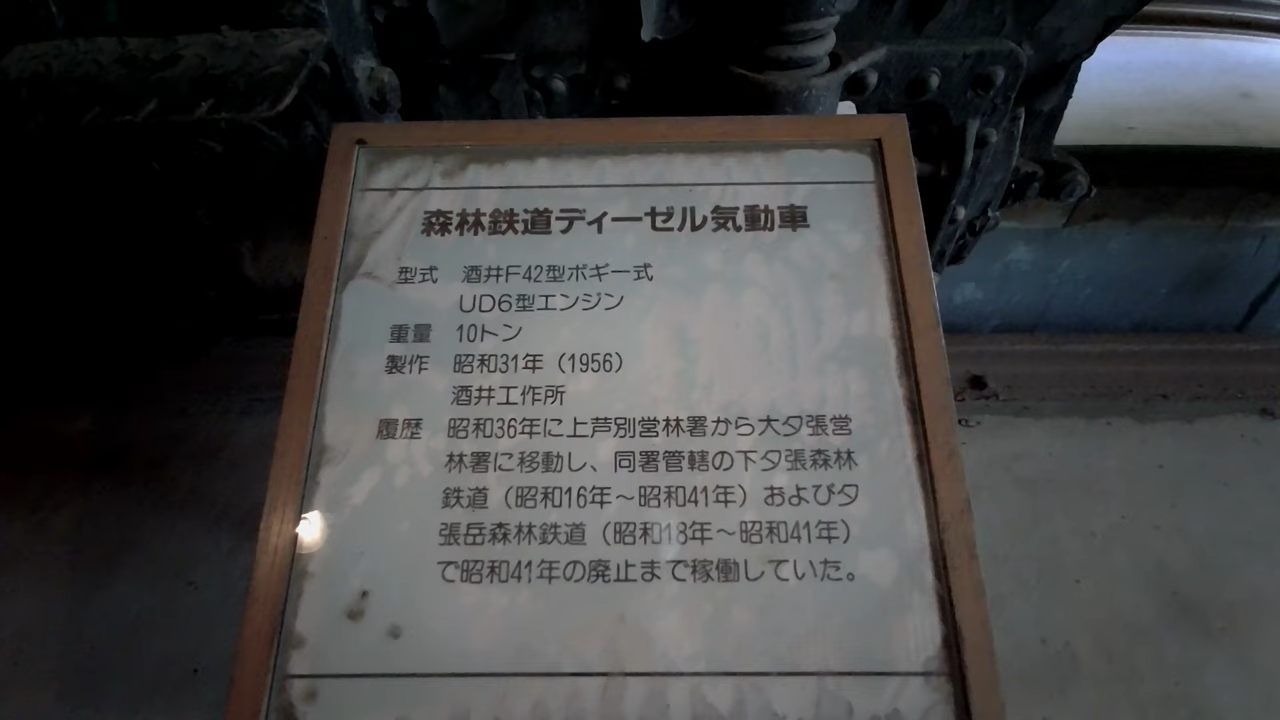 森林鉄道ディーゼル気動車
型式 酒井F42型ボギー式
UD6型エンジン
重量 10トン
製作 昭和31年（1956）
酒井工作所
履歴 昭和36年に上芦別営林署から大夕張営
林署に移動し、同署管轄の下夕張森林
鉄道（昭和16年～昭和41年）および夕
張岳森林鉄道（昭和18年～昭和41年）
で昭和41年の廃止まで稼働していた。